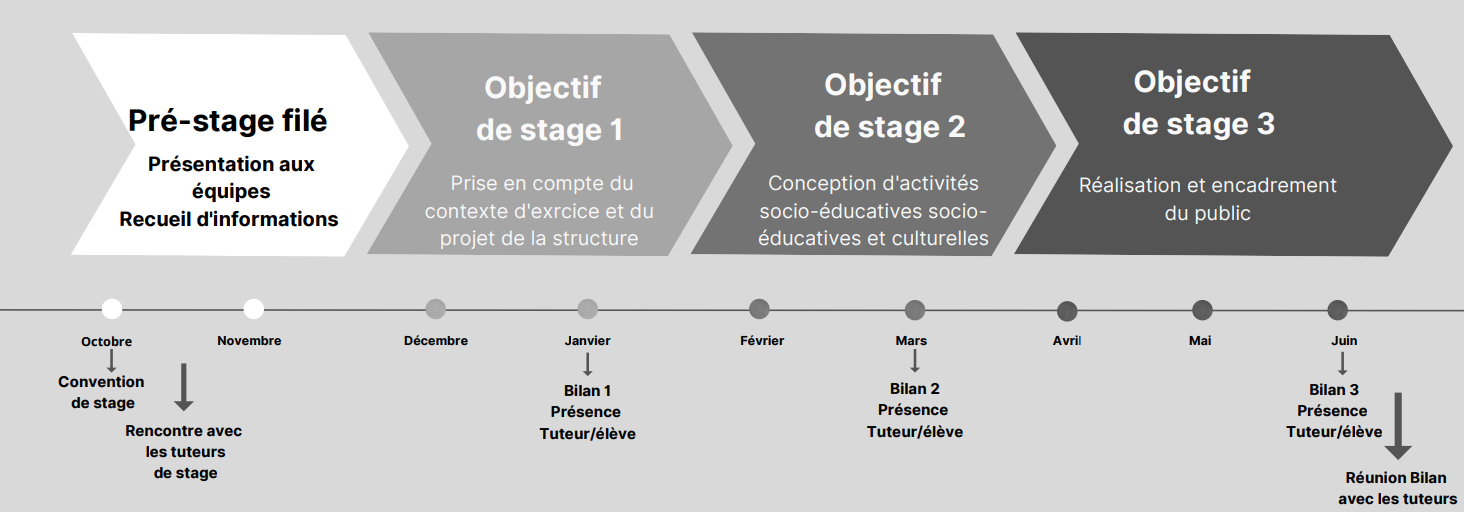 Pré-stage filé
Présentation aux
équipes
Recueil d'informations
Objectif
de stage 1
Prise en compte du
contexte d'exrcice et du
projet de la structure
Objectif
de stage 2
Conception d'activités
socio-éducatives socio-
éducatives et culturelles
Objectif
de stage 3
Réalisation et encadrement
du public
Octobre
Novembre
Décembre
Janvier
Février
Mars
Avril
Mai
Juin
Convention
de stage
Rencontre avec
les tuteurs
de stage
Bilan 1
Présence
Tuteur/élève
Bilan 2
Présence
Tuteur/élève
Bilan 3
Présence
Tuteur/élève
Réunion Bilan
avec les tuteurs